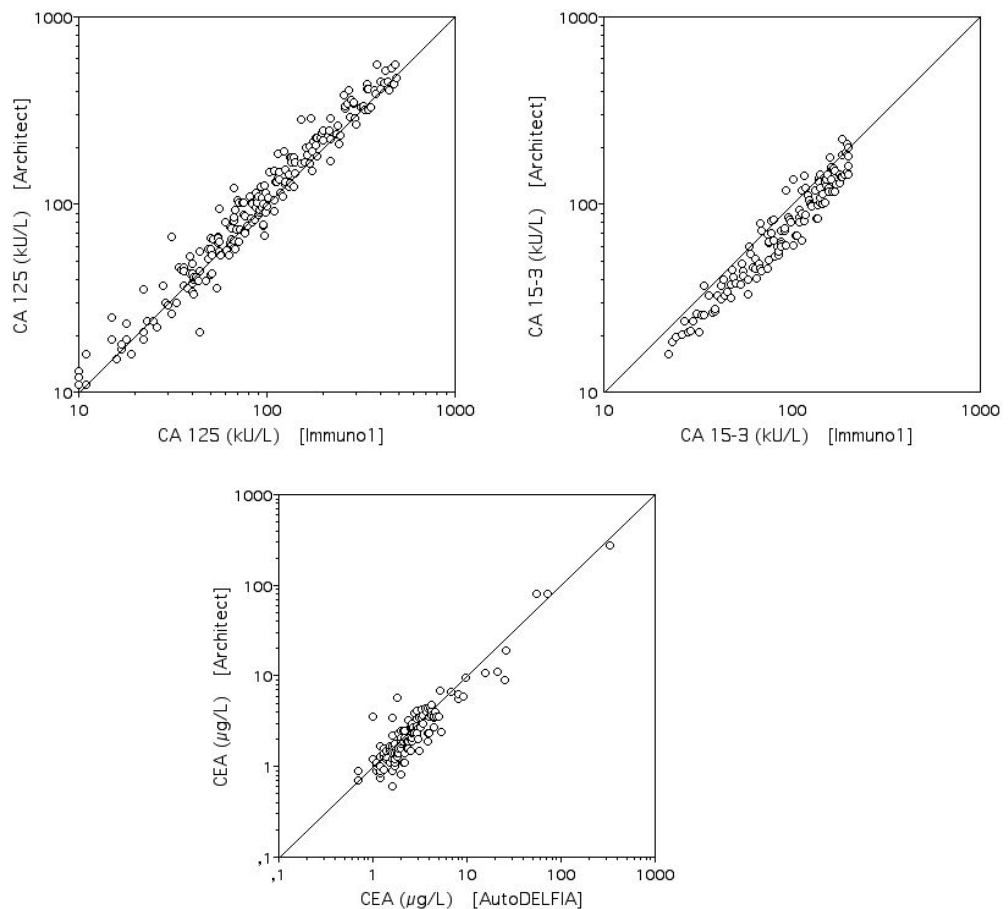 1000
100
10
CA 125 (kU/L) [Architect]
10 100 1000
CA 125 (kU/L) [Immuno1]
1000
100
10
CA 15-3 (kU/L) [Architect]
10 100 1000
CA 15-3 (kU/L) [Immuno1]
1000
100
10
1
,1
CEA (µg/L) [Architect]
,1 1 10 100 1000
CEA (µg/L) [AutoDELFIA]